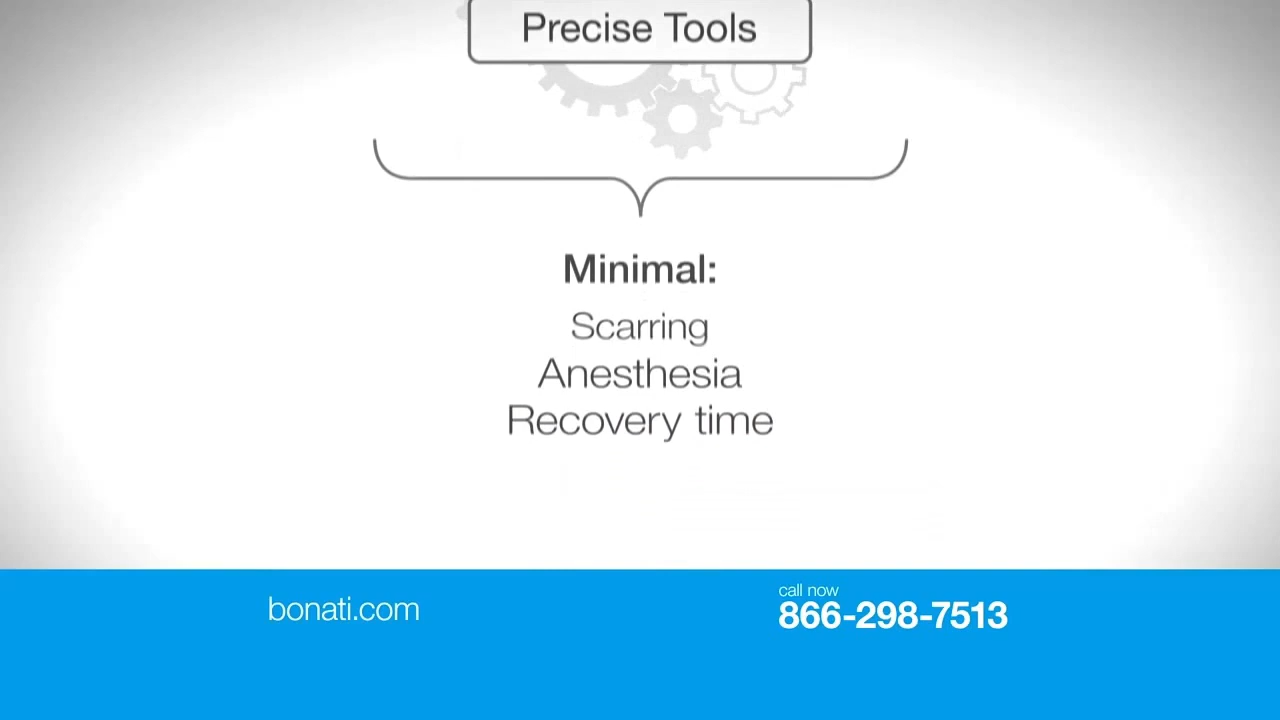 Precise Tools
Minimal:
Scarring
Anesthesia
Recovery time
bonati.com
call now
866-298-7513